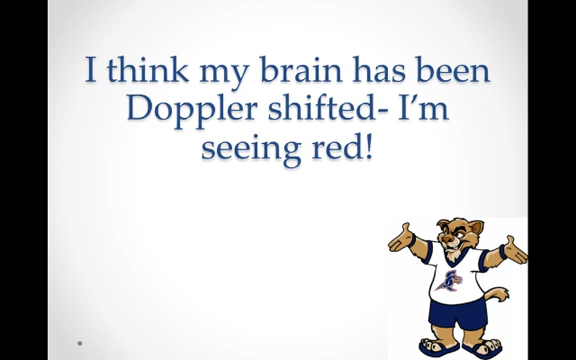 I think my brain has been
Doppler shifted- I’m
seeing red!